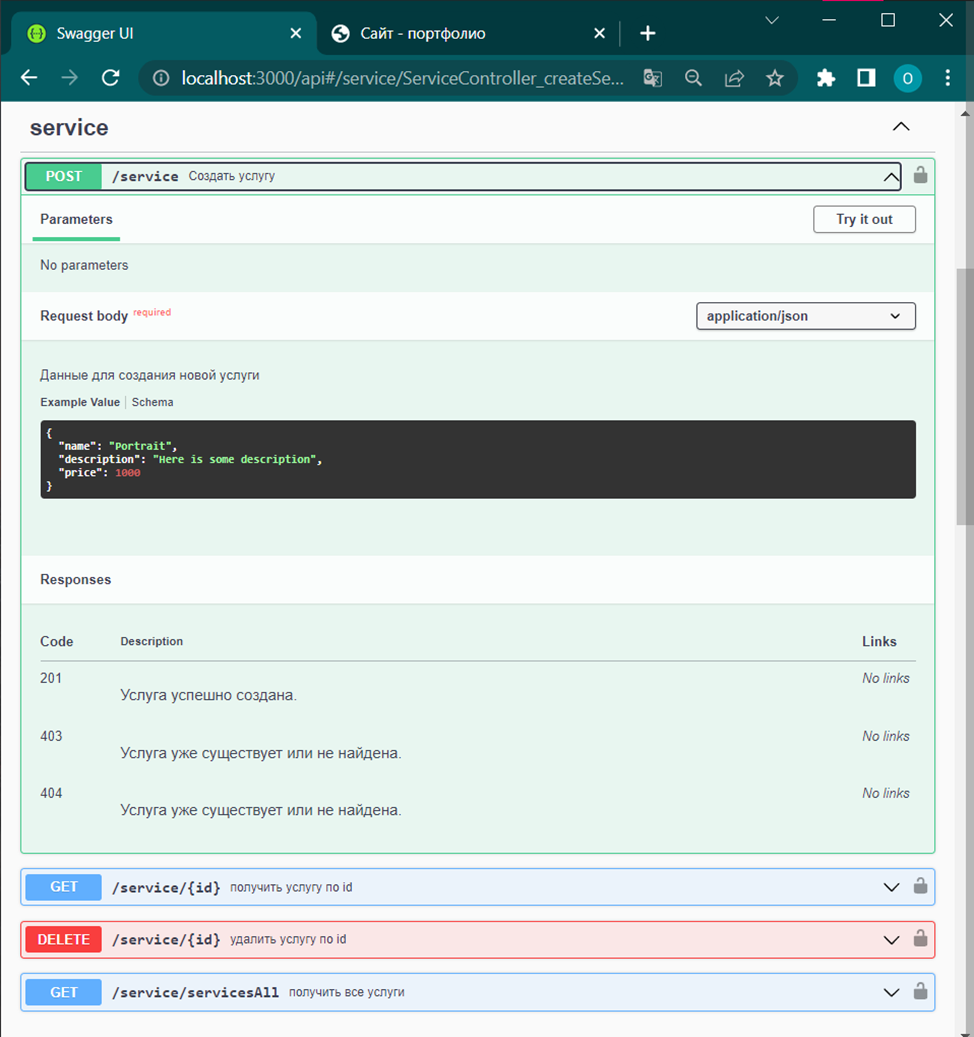 Swagger UI
Сайт - портфолио
localhost:3000/api#/service/ServiceController_createSe...
O
service
POST /service Создать услугу
Parameters
Try it out
No parameters
Request body required
application/json
Данные для создания новой услуги
Example Value Schema
{
"name": "Portrait",
"description": "Here is some description",
"price": 1000
}
Responses
Code Description Links
201 No links
Услуга успешно создана.
403 No links
Услуга уже существует или не найдена.
404 No links
Услуга уже существует или не найдена.
GET /service/{id} получить услугу по id
DELETE /service/{id} удалить услугу по id
GET /service/servicesAll получить все услуги